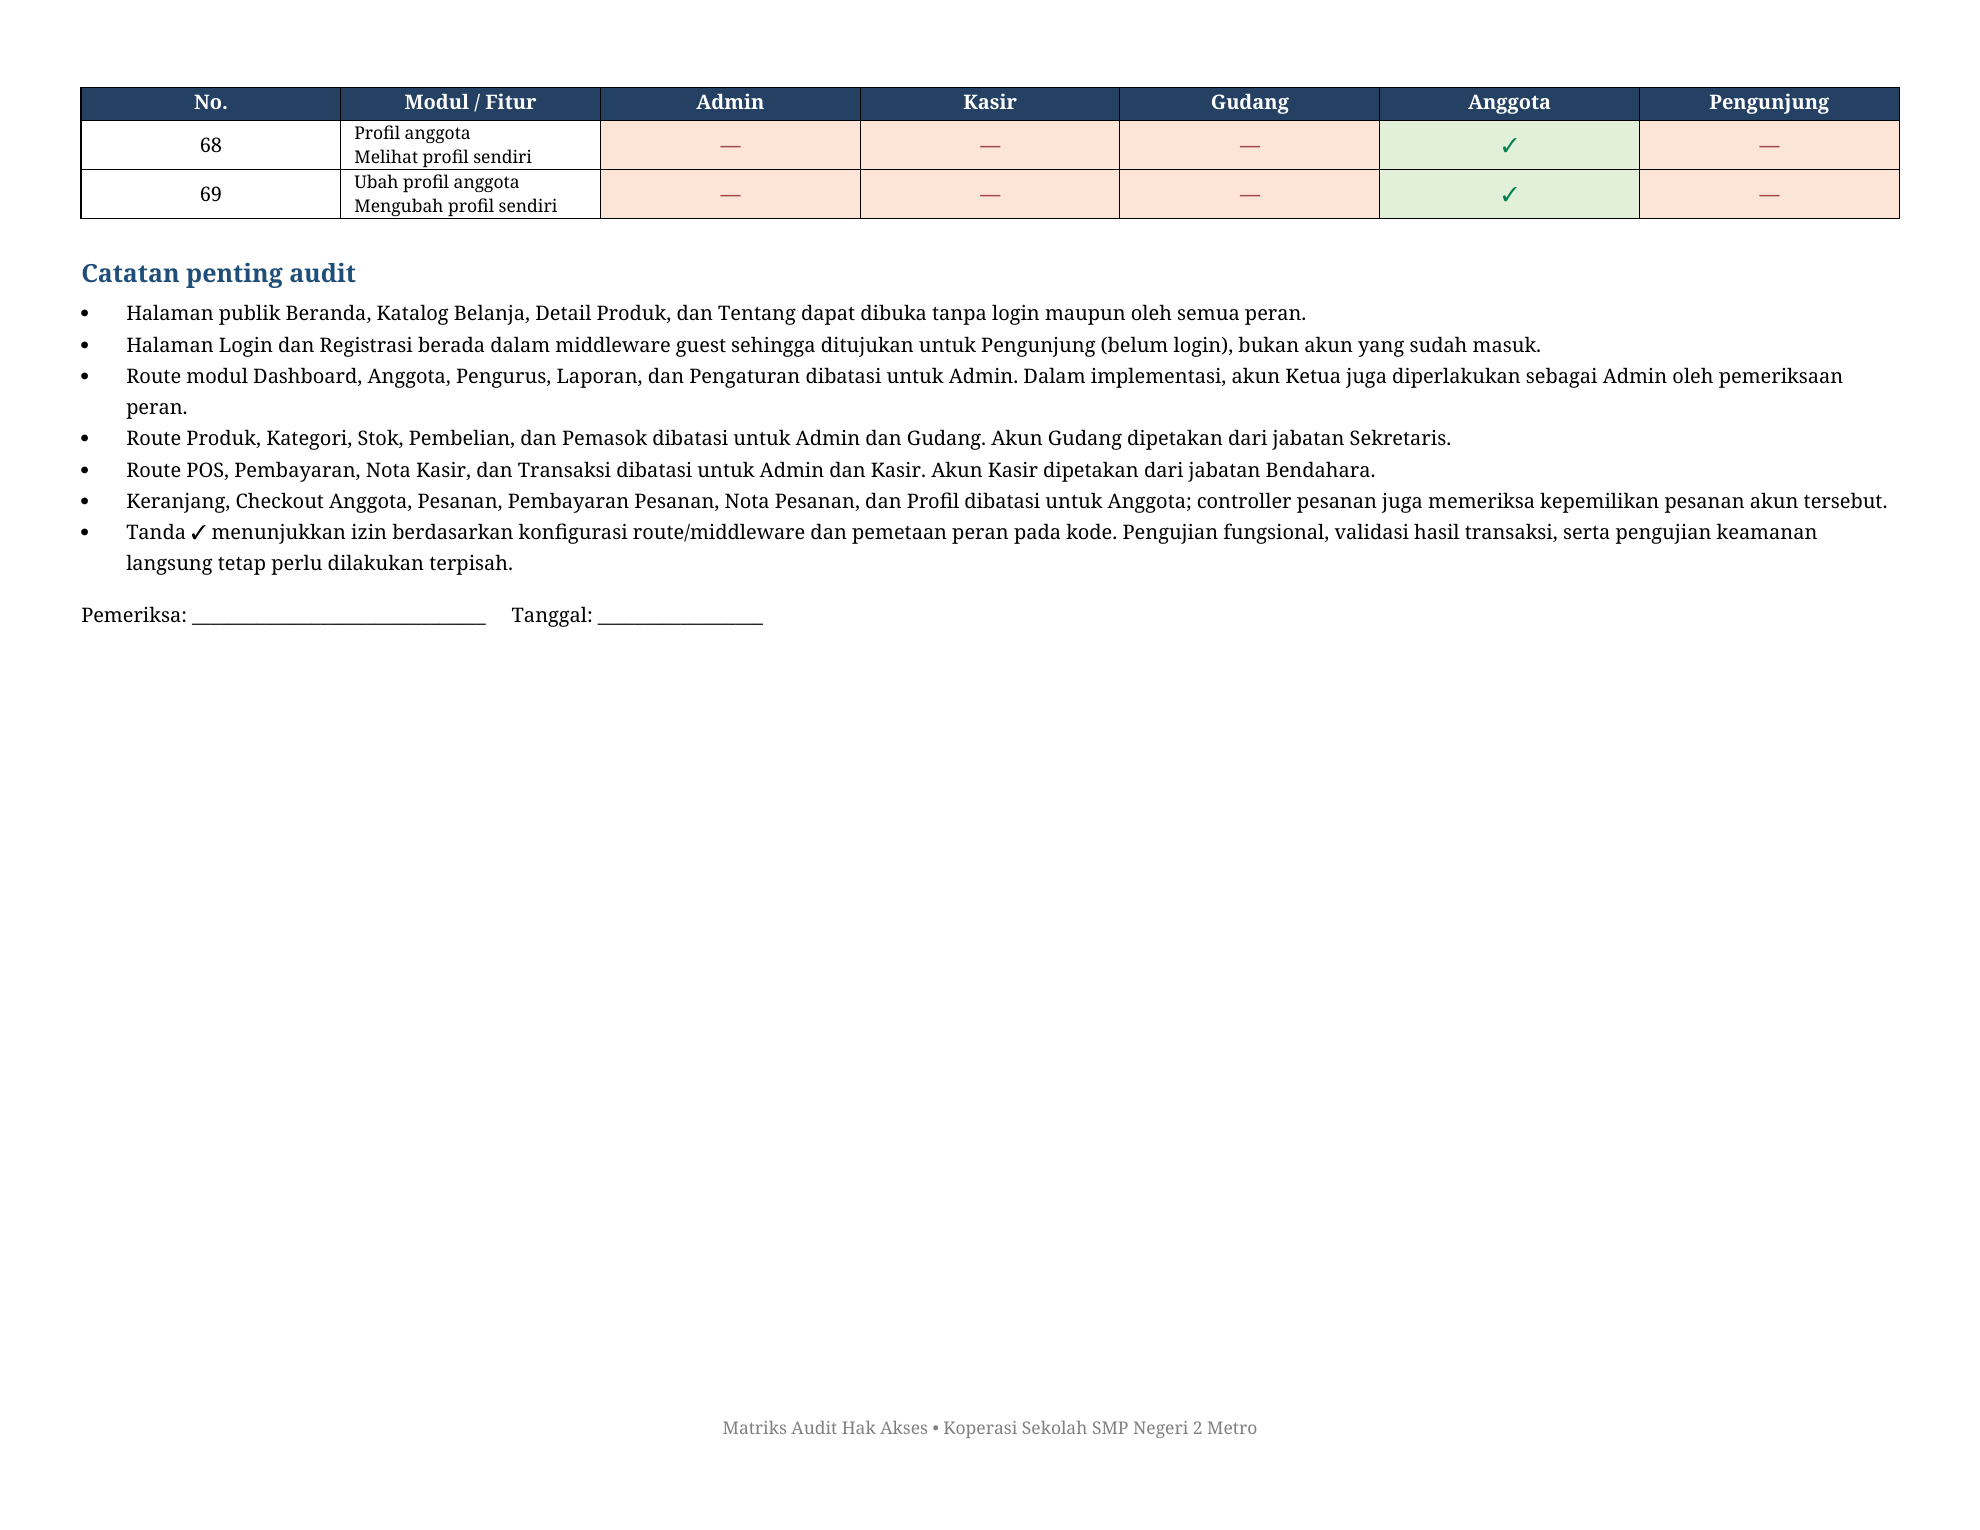 No. Modul / Fitur Admin Kasir Gudang Anggota Pengunjung
68 Profil anggota — — — ✓ —
Melihat profil sendiri
69 Ubah profil anggota — — — ✓ —
Mengubah profil sendiri
Catatan penting audit
• Halaman publik Beranda, Katalog Belanja, Detail Produk, dan Tentang dapat dibuka tanpa login maupun oleh semua peran.
• Halaman Login dan Registrasi berada dalam middleware guest sehingga ditujukan untuk Pengunjung (belum login), bukan akun yang sudah masuk.
• Route modul Dashboard, Anggota, Pengurus, Laporan, dan Pengaturan dibatasi untuk Admin. Dalam implementasi, akun Ketua juga diperlakukan sebagai Admin oleh pemeriksaan
peran.
• Route Produk, Kategori, Stok, Pembelian, dan Pemasok dibatasi untuk Admin dan Gudang. Akun Gudang dipetakan dari jabatan Sekretaris.
• Route POS, Pembayaran, Nota Kasir, dan Transaksi dibatasi untuk Admin dan Kasir. Akun Kasir dipetakan dari jabatan Bendahara.
• Keranjang, Checkout Anggota, Pesanan, Pembayaran Pesanan, Nota Pesanan, dan Profil dibatasi untuk Anggota; controller pesanan juga memeriksa kepemilikan pesanan akun tersebut.
• Tanda ✓ menunjukkan izin berdasarkan konfigurasi route/middleware dan pemetaan peran pada kode. Pengujian fungsional, validasi hasil transaksi, serta pengujian keamanan
langsung tetap perlu dilakukan terpisah.
Pemeriksa: ________________________________ Tanggal: __________________
Matriks Audit Hak Akses • Koperasi Sekolah SMP Negeri 2 Metro